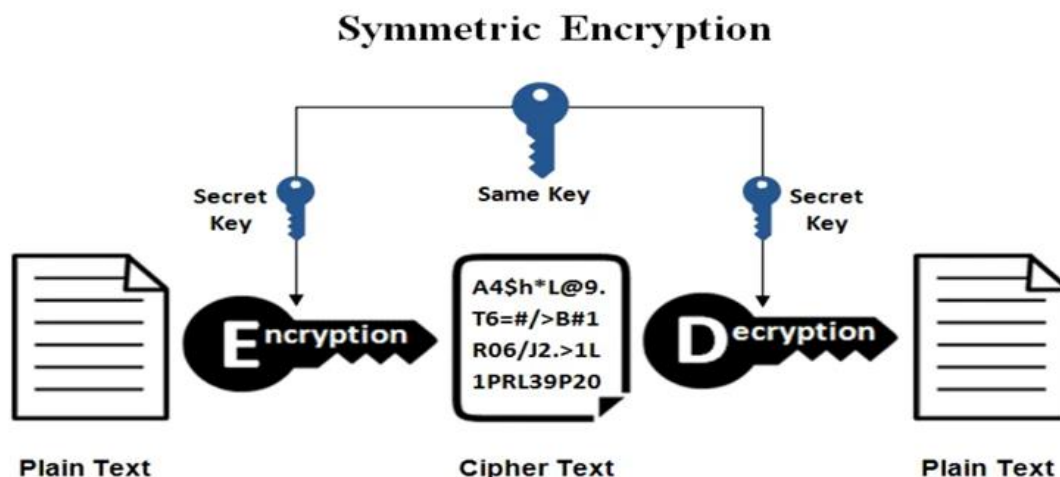 Symmetric Encryption
Same Key
Secret
Key
Secret
Key
Encryption
A4$h*L@9.
T6=#/>B#1
R06/J2.>1L
1PRL39P20
Decryption
Plain Text
Cipher Text
Plain Text